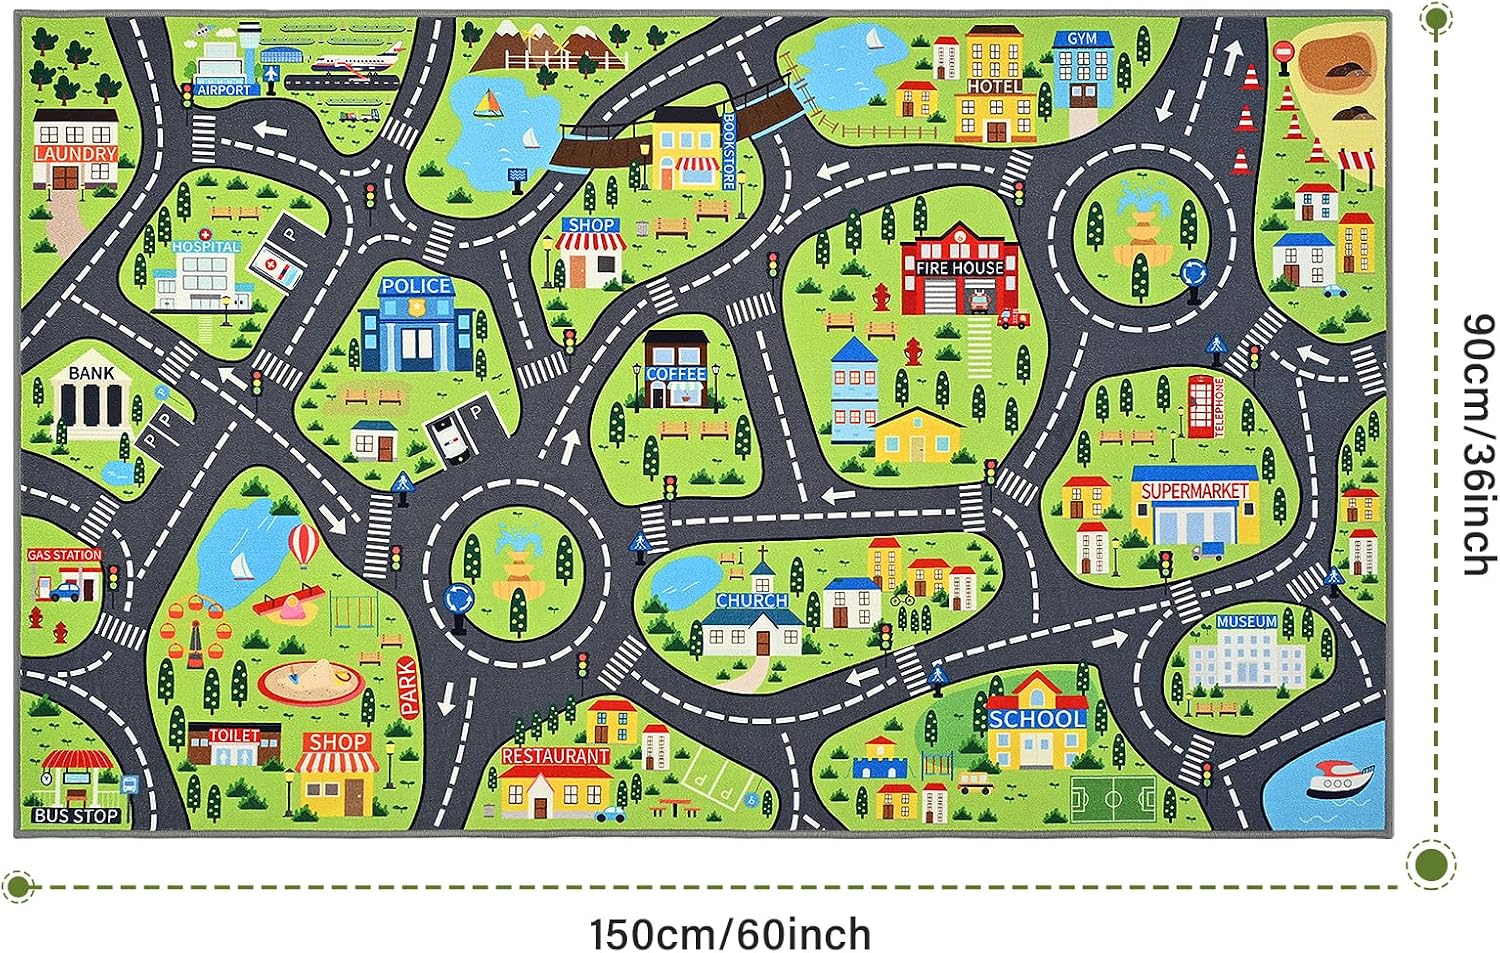 AIRPORT
GYM
HOTEL
LAUNDRY
BOOKSTORE
HOSPITAL
P
SHOP
FIRE HOUSE
POLICE
BANK
COFFEE
P
P
P
TELEPHONE
SUPERMARKET
GAS STATION
CHURCH
MUSEUM
PARK
SCHOOL
TOILET
SHOP
RESTAURANT
P
P
BUS STOP
90cm/36inch
150cm/60inch